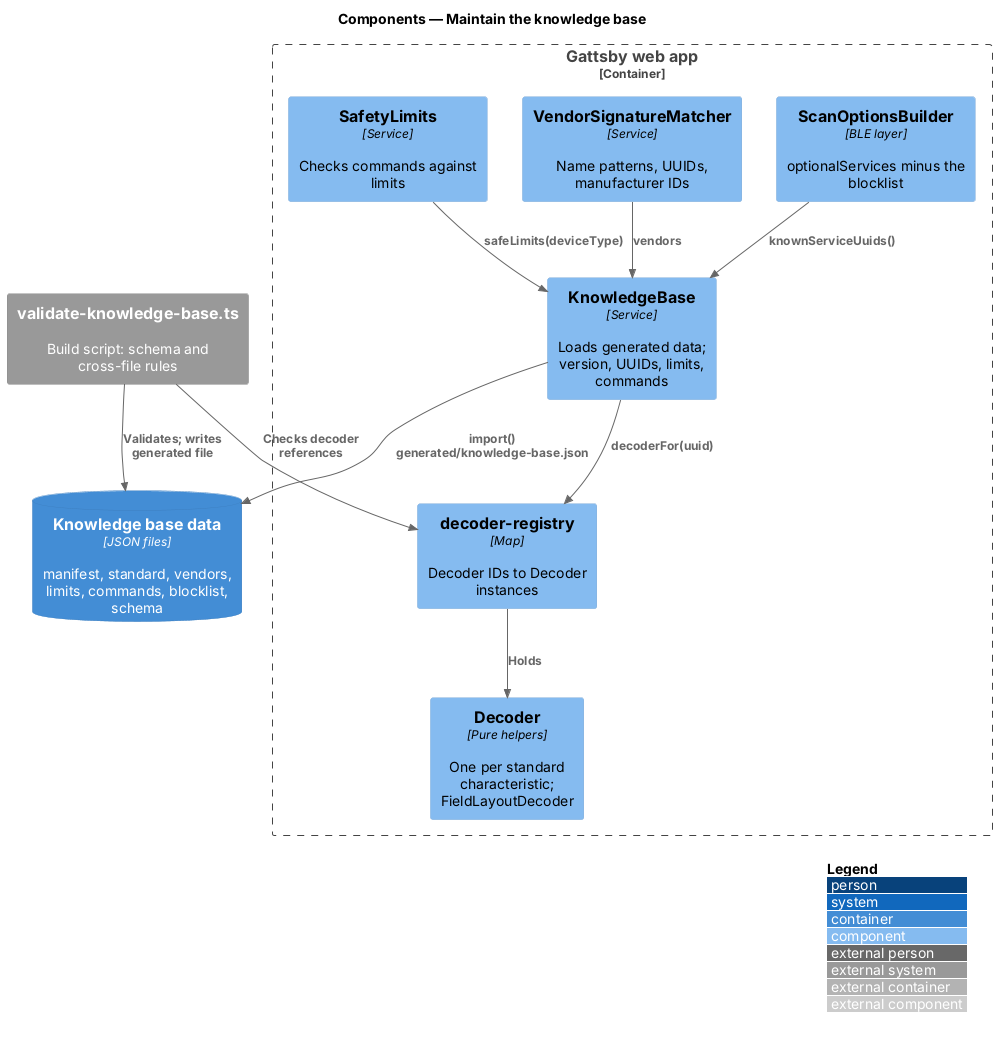 Components — Maintain the knowledge base
Gattsby web app
[Container]
SafetyLimits
[Service]
Checks commands against
limits
VendorSignatureMatcher
[Service]
Name patterns, UUIDs,
manufacturer IDs
ScanOptionsBuilder
[BLE layer]
optionalServices minus the
blocklist
safeLimits(deviceType)
vendors
knownServiceUuids()
validate-knowledge-base.ts
Build script: schema and
cross-file rules
KnowledgeBase
[Service]
Loads generated data;
version, UUIDs, limits,
commands
Validates; writes
generated file
Checks decoder
references
import()
generated/knowledge-base.json
decoderFor(uuid)
Knowledge base data
[JSON files]
manifest, standard, vendors,
limits, commands, blocklist,
schema
decoder-registry
[Map]
Decoder IDs to Decoder
instances
Holds
Decoder
[Pure helpers]
One per standard
characteristic;
FieldLayoutDecoder
Legend
person
system
container
component
external person
external system
external container
external component